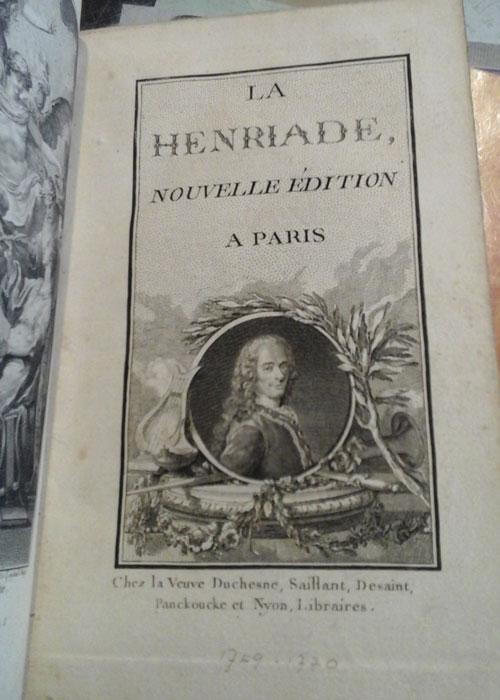 LA
HENRIADE,
NOUVELLE ÉDITION
A PARIS
Chez la Veuve Duchesne, Saillant, Desaint,
Panckoucke et Nyon, Libraires.